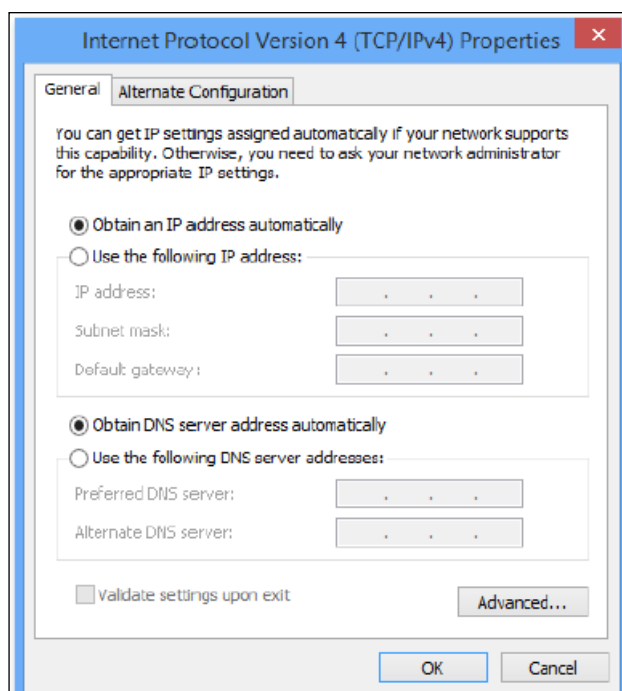 Internet Protocol Version 4 (TCP/IPv4) Properties
General
Alternate Configuration
You can get IP settings assigned automatically if your network supports
this capability. Otherwise, you need to ask your network administrator
for the appropriate IP settings.
Obtain an IP address automatically
Use the following IP address:
IP address:
Subnet mask:
Default gateway:
Obtain DNS server address automatically
Use the following DNS server addresses:
Preferred DNS server:
Alternate DNS server:
Validate settings upon exit
Advanced...
OK
Cancel